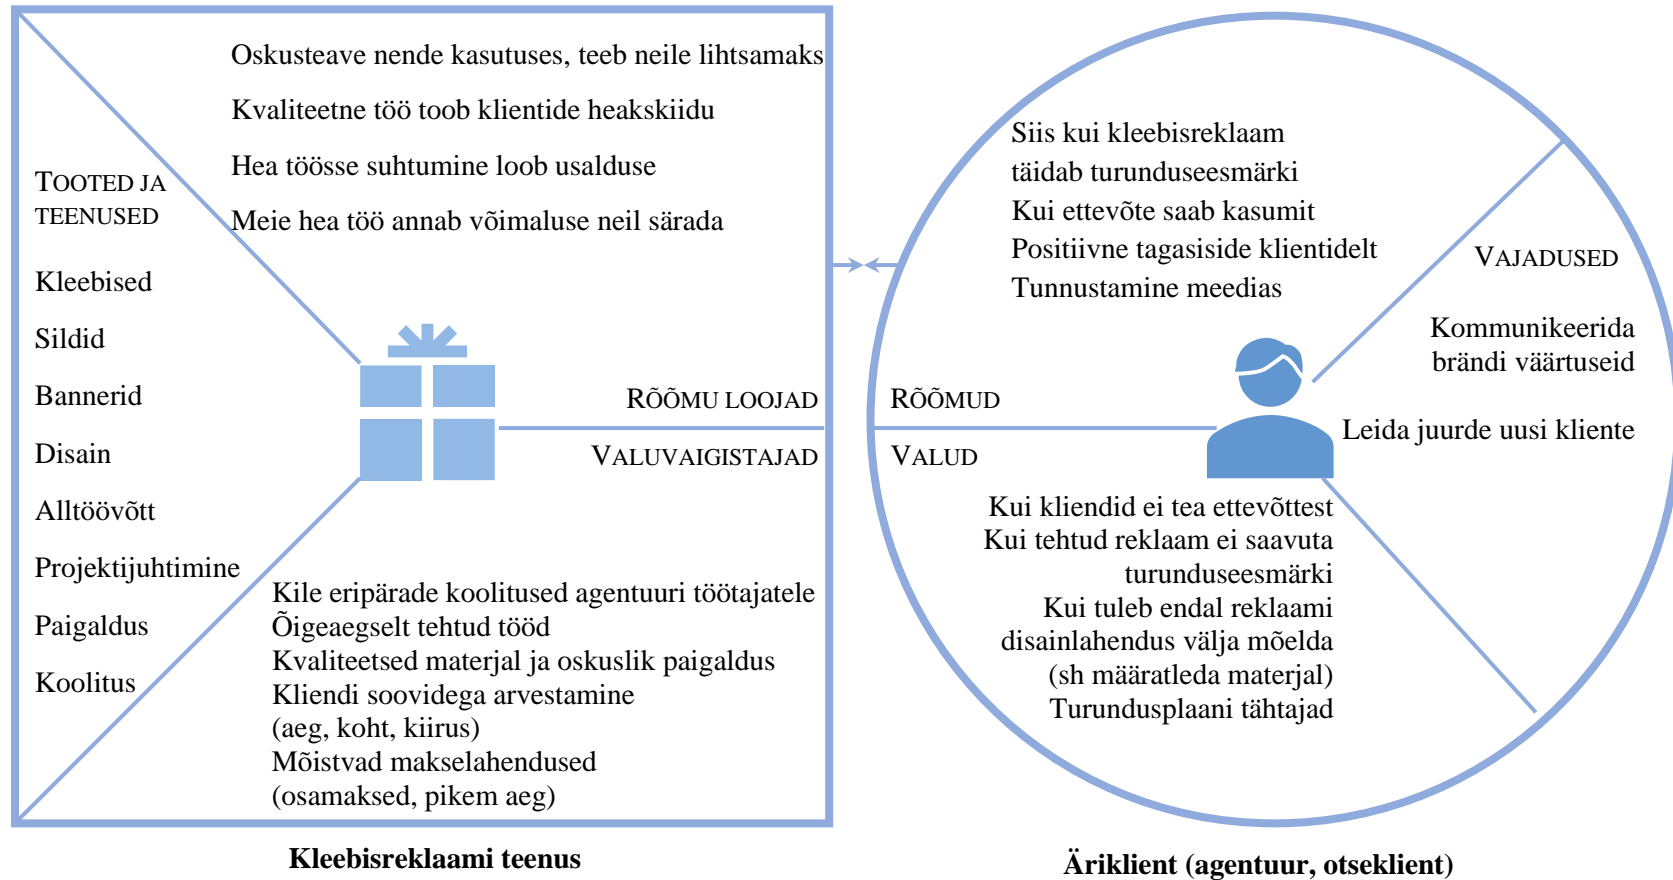 Oskusteave nende kasutuses, teeb neile lihtsamaks
Kvaliteetne töö toob klientide heakskiidu
Hea töösse suhtumine loob usalduse
Meie hea töö annab võimaluse neil särada
TOOTED JA
TEENUSED
Kleebised
Sildid
Bannerid
Disain
Alltöövõtt
Projektijuhtimine
Paigaldus
Koolitus
RÕÕMU LOOJAD
VALUVAIGISTAJAD
Kile eripärade koolitused agentuuri töötajatele
Õigeaegselt tehtud tööd
Kvaliteetsed materjal ja oskuslik paigaldus
Kliendi soovidega arvestamine
(aeg, koht, kiirus)
Mõistvad makselahendused
(osamaksed, pikem aeg)
Kleebisreklaami teenus
Siis kui kleebisreklaam
täidab turunduseesmärki
Kui ettevõte saab kasumit
Positiivne tagasiside klientidelt
Tunnustamine meedias
RÕÕMUD
VALUD
VAJADUSED
Kommunikeerida
brändi väärtuseid
Leida juurde uusi kliente
Kui kliendid ei tea ettevõttest
Kui tehtud reklaam ei saavuta
turunduseesmärki
Kui tuleb endal reklaami
disainlahendus välja mõelda
(sh määratleda materjal)
Turundusplaani tähtajad
Äriklient (agentuur, otseklient)